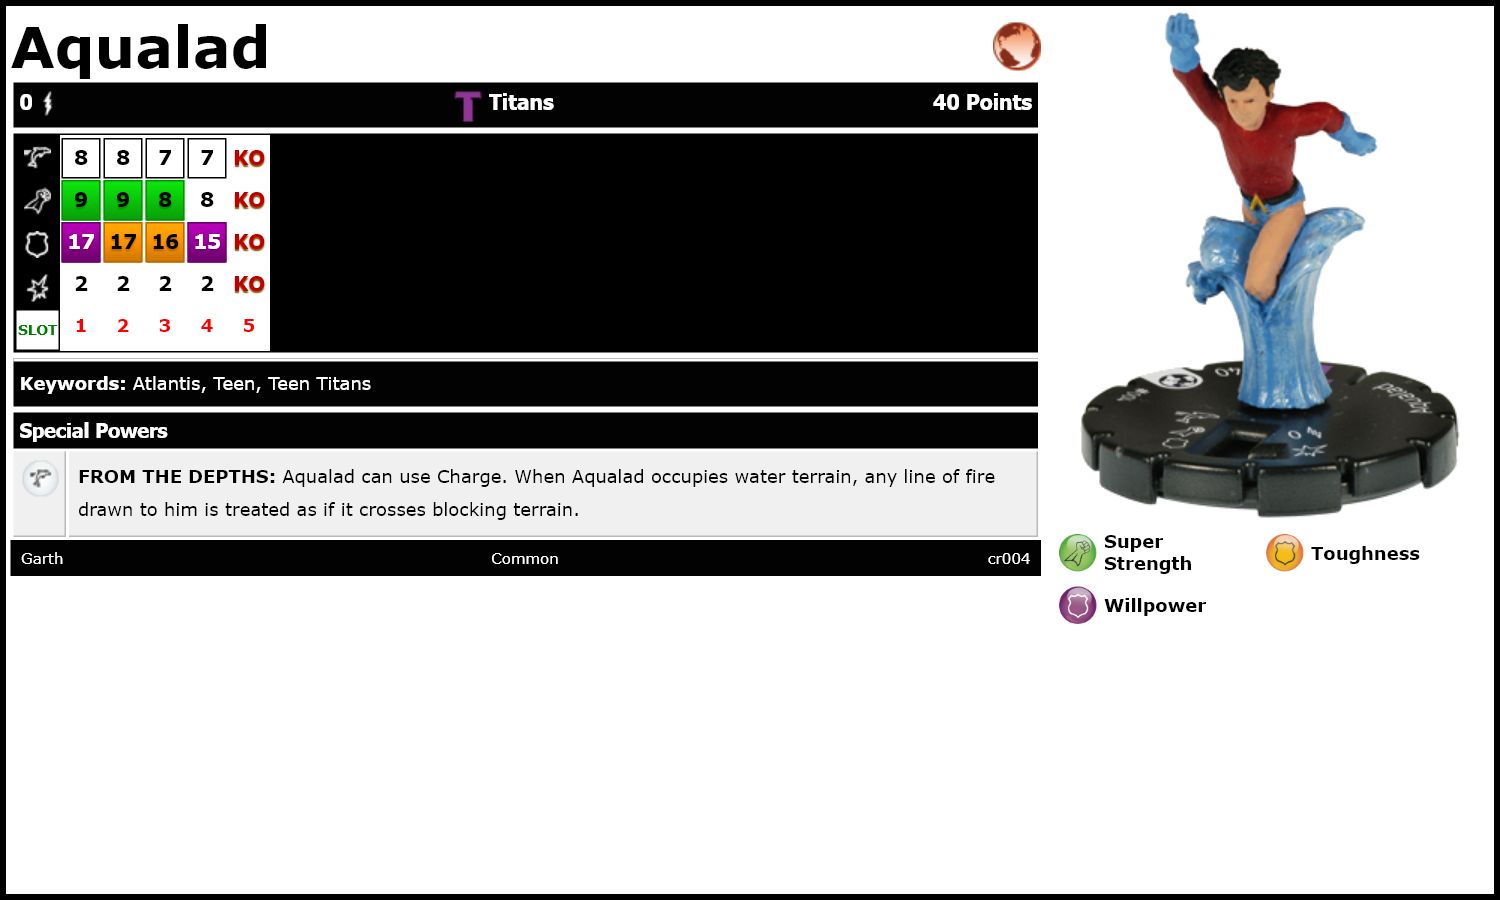 Aqualad
0 T Titans 40 Points
8 8 7 7 KO
9 9 8 8 KO
17 17 16 15 KO
2 2 2 2 KO
SLOT 1 2 3 4 5
Keywords: Atlantis, Teen, Teen Titans
Special Powers
FROM THE DEPTHS: Aqualad can use Charge. When Aqualad occupies water terrain, any line of fire
drawn to him is treated as if it crosses blocking terrain.
Garth Common cr004
Aqualad
0
#004
Super
Strength
Toughness
Willpower